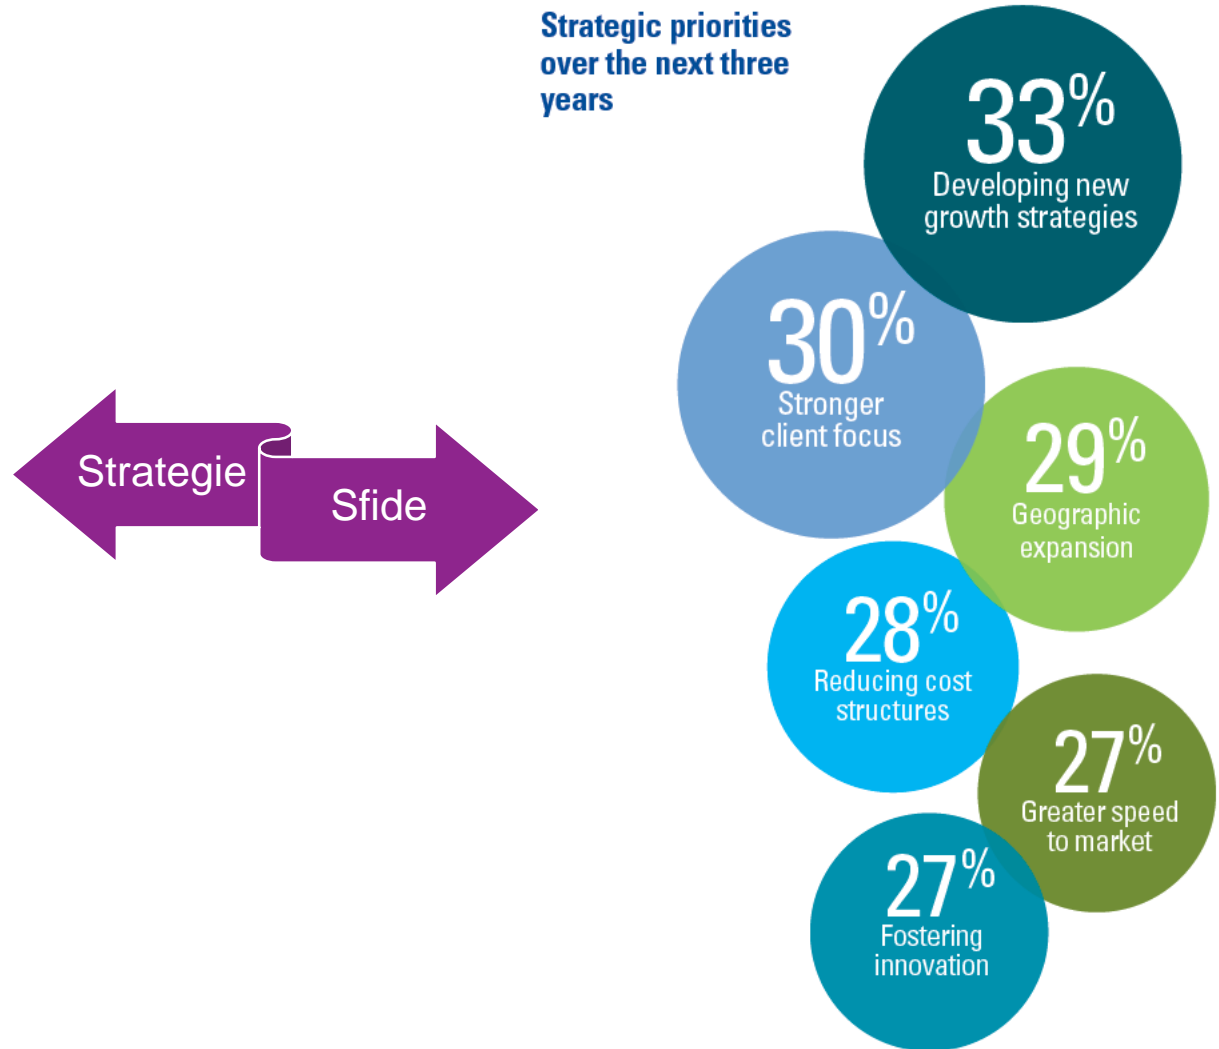 Strategic priorities
over the next three
years
33%
Developing new
growth strategies
30%
Stronger
client focus
29%
Geographic
expansion
Strategie
Sfide
28%
Reducing cost
structures
27%
Greater speed
to market
27%
Fostering
innovation